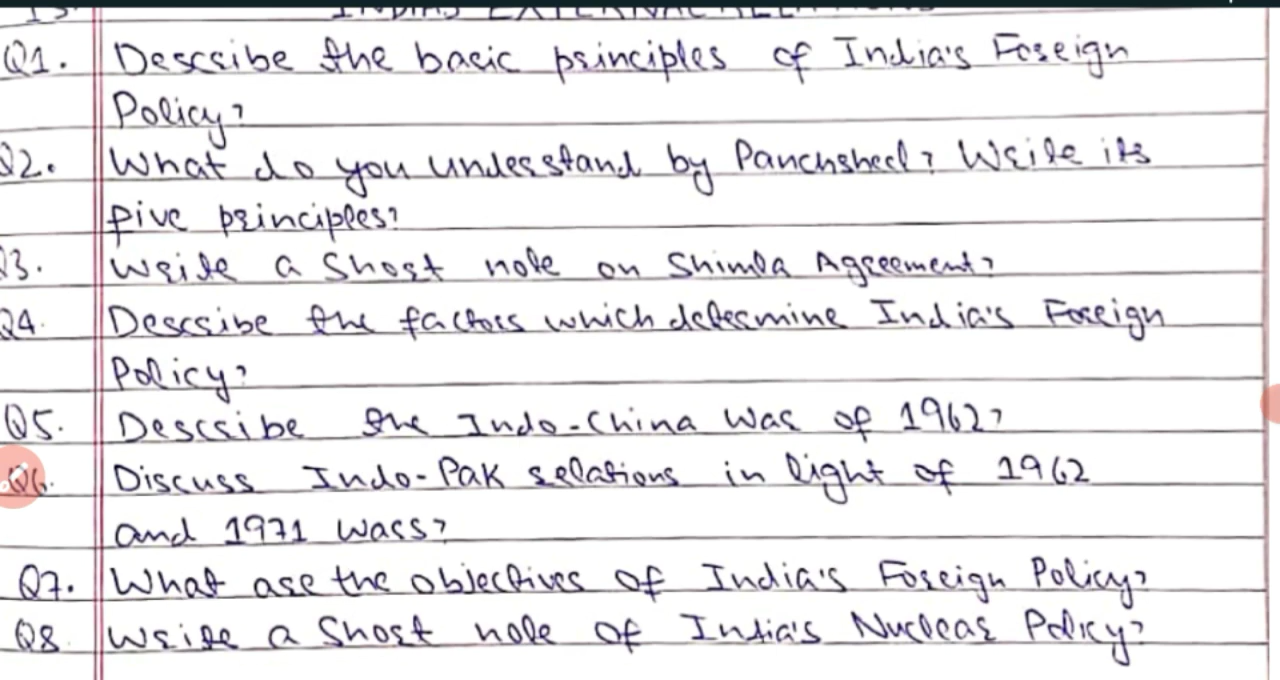 INDIA'S EXTERNAL RELATIONS
Q1. Describe the basic principles of India's Foreign
Policy?
Q2. What do you understand by Panchsheel? Write its
five principles?
Q3. Write a Short note on Shimla Agreement?
Q4. Describe the factors which determine India's Foreign
Policy?
Q5. Describe the Indo-China War of 1962?
Q6. Discuss Indo-Pak relations in light of 1962
and 1971 wars?
Q7. What are the objectives of India's Foreign Policy?
Q8. Write a Short note of India's Nuclear Policy?